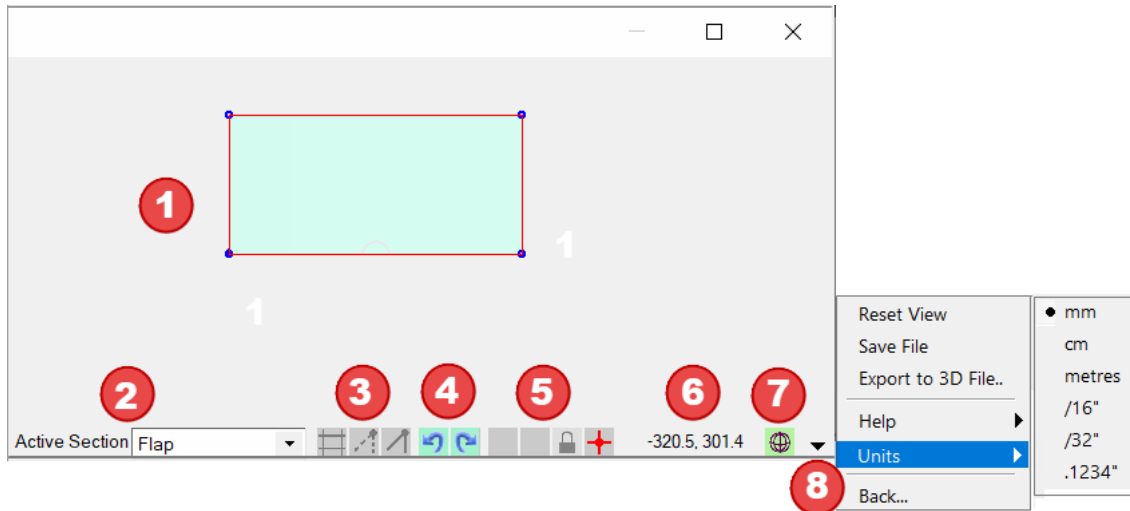 1
1
1
Reset View
mm
Save File
cm
Export to 3D File..
metres
Help
/16"
Units
/32"
Back...
.1234"
2
3
4
5
6
7
8
Active Section Flap
-320.5, 301.4